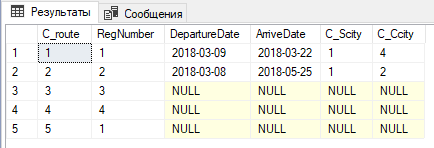 Результаты Сообщения
C_route RegNumber DepartureDate ArriveDate C_Scity C_Ccity
1 1 1 2018-03-09 2018-03-22 1 4
2 2 2 2018-03-08 2018-05-25 1 2
3 3 3 NULL NULL NULL NULL
4 4 4 NULL NULL NULL NULL
5 5 1 NULL NULL NULL NULL